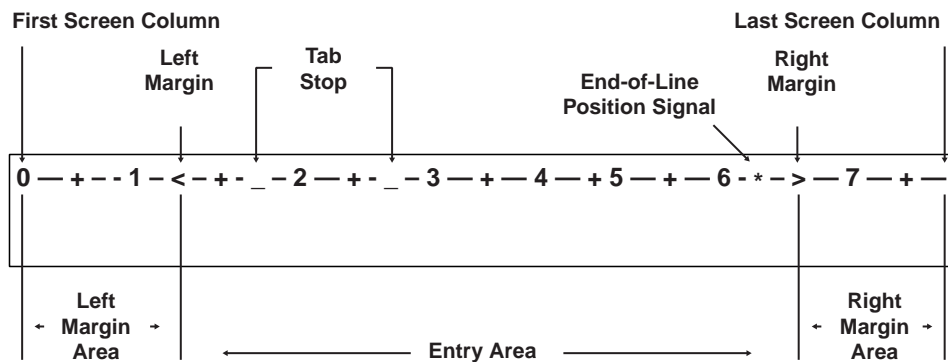 First Screen Column
Last Screen Column
Left
Margin
Tab
Stop
End-of-Line
Position Signal
Right
Margin
0 — + - - 1 – < – + - _ – 2 — + - _ – 3 — + — 4 — + 5 — + — 6 - * – > — 7 — + —
Left
Margin
Area
Entry Area
Right
Margin
Area